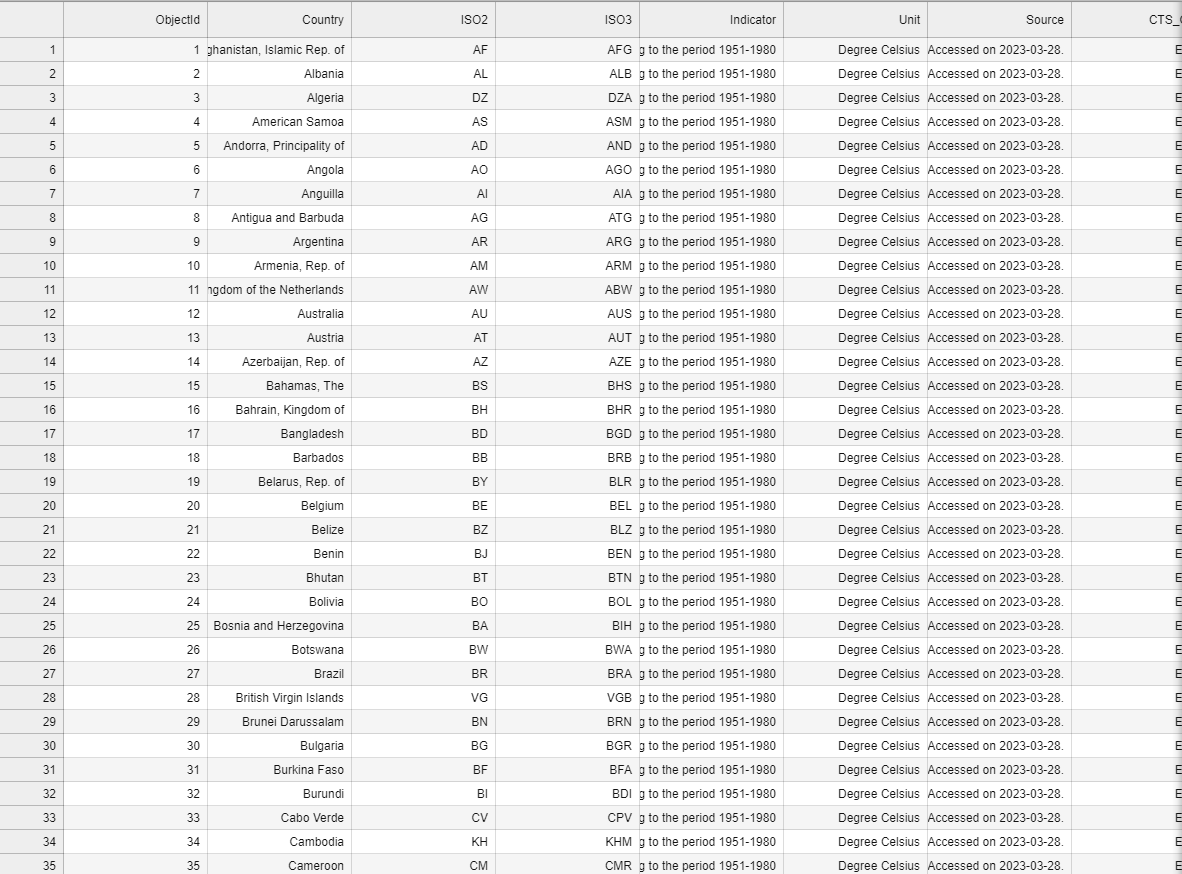 ObjectId Country ISO2 ISO3 Indicator Unit Source CTS_
1 1 ghanistan, Islamic Rep. of AF AFG g to the period 1951-1980 Degree Celsius Accessed on 2023-03-28. E
2 2 Albania AL ALB g to the period 1951-1980 Degree Celsius Accessed on 2023-03-28. E
3 3 Algeria DZ DZA g to the period 1951-1980 Degree Celsius Accessed on 2023-03-28. E
4 4 American Samoa AS ASM g to the period 1951-1980 Degree Celsius Accessed on 2023-03-28. E
5 5 Andorra, Principality of AD AND g to the period 1951-1980 Degree Celsius Accessed on 2023-03-28. E
6 6 Angola AO AGO g to the period 1951-1980 Degree Celsius Accessed on 2023-03-28. E
7 7 Anguilla AI AIA g to the period 1951-1980 Degree Celsius Accessed on 2023-03-28. E
8 8 Antigua and Barbuda AG ATG g to the period 1951-1980 Degree Celsius Accessed on 2023-03-28. E
9 9 Argentina AR ARG g to the period 1951-1980 Degree Celsius Accessed on 2023-03-28. E
10 10 Armenia, Rep. of AM ARM g to the period 1951-1980 Degree Celsius Accessed on 2023-03-28. E
11 11 ngdom of the Netherlands AW ABW g to the period 1951-1980 Degree Celsius Accessed on 2023-03-28. E
12 12 Australia AU AUS g to the period 1951-1980 Degree Celsius Accessed on 2023-03-28. E
13 13 Austria AT AUT g to the period 1951-1980 Degree Celsius Accessed on 2023-03-28. E
14 14 Azerbaijan, Rep. of AZ AZE g to the period 1951-1980 Degree Celsius Accessed on 2023-03-28. E
15 15 Bahamas, The BS BHS g to the period 1951-1980 Degree Celsius Accessed on 2023-03-28. E
16 16 Bahrain, Kingdom of BH BHR g to the period 1951-1980 Degree Celsius Accessed on 2023-03-28. E
17 17 Bangladesh BD BGD g to the period 1951-1980 Degree Celsius Accessed on 2023-03-28. E
18 18 Barbados BB BRB g to the period 1951-1980 Degree Celsius Accessed on 2023-03-28. E
19 19 Belarus, Rep. of BY BLR g to the period 1951-1980 Degree Celsius Accessed on 2023-03-28. E
20 20 Belgium BE BEL g to the period 1951-1980 Degree Celsius Accessed on 2023-03-28. E
21 21 Belize BZ BLZ g to the period 1951-1980 Degree Celsius Accessed on 2023-03-28. E
22 22 Benin BJ BEN g to the period 1951-1980 Degree Celsius Accessed on 2023-03-28. E
23 23 Bhutan BT BTN g to the period 1951-1980 Degree Celsius Accessed on 2023-03-28. E
24 24 Bolivia BO BOL g to the period 1951-1980 Degree Celsius Accessed on 2023-03-28. E
25 25 Bosnia and Herzegovina BA BIH g to the period 1951-1980 Degree Celsius Accessed on 2023-03-28. E
26 26 Botswana BW BWA g to the period 1951-1980 Degree Celsius Accessed on 2023-03-28. E
27 27 Brazil BR BRA g to the period 1951-1980 Degree Celsius Accessed on 2023-03-28. E
28 28 British Virgin Islands VG VGB g to the period 1951-1980 Degree Celsius Accessed on 2023-03-28. E
29 29 Brunei Darussalam BN BRN g to the period 1951-1980 Degree Celsius Accessed on 2023-03-28. E
30 30 Bulgaria BG BGR g to the period 1951-1980 Degree Celsius Accessed on 2023-03-28. E
31 31 Burkina Faso BF BFA g to the period 1951-1980 Degree Celsius Accessed on 2023-03-28. E
32 32 Burundi BI BDI g to the period 1951-1980 Degree Celsius Accessed on 2023-03-28. E
33 33 Cabo Verde CV CPV g to the period 1951-1980 Degree Celsius Accessed on 2023-03-28. E
34 34 Cambodia KH KHM g to the period 1951-1980 Degree Celsius Accessed on 2023-03-28. E
35 35 Cameroon CM CMR g to the period 1951-1980 Degree Celsius Accessed on 2023-03-28. E